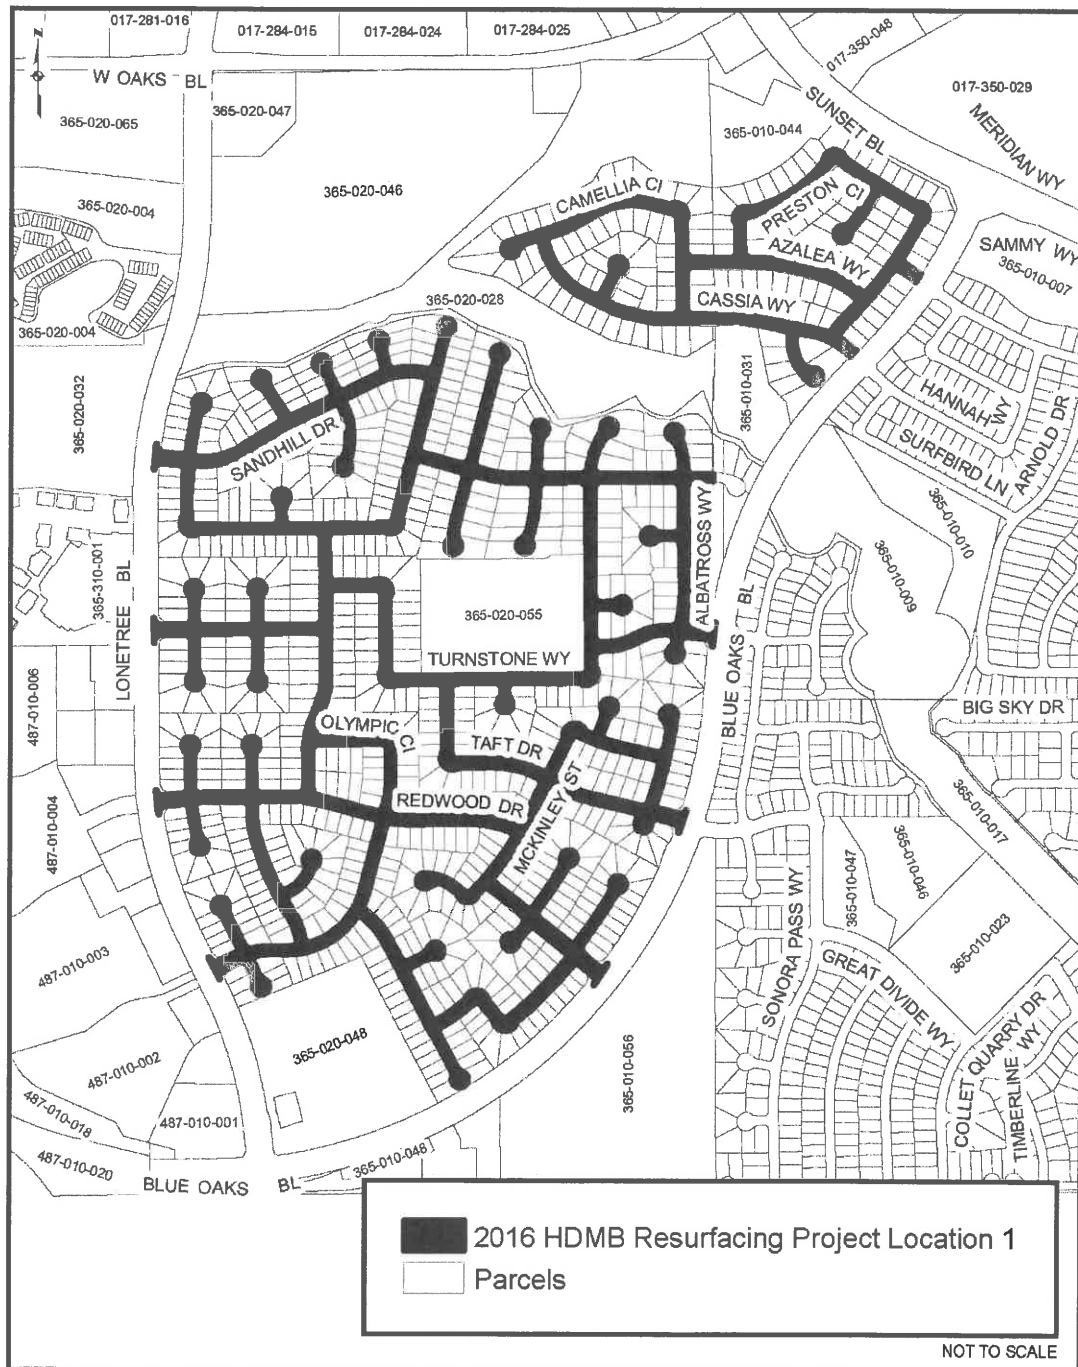 017-281-016
017-284-015
017-284-024
017-284-025
017-350-048
N
W OAKS BL
017-350-029
365-020-047
SUNSET BL
MERIDIAN WY
365-020-065
365-010-044
365-020-046
CAMELLIA CI
PRESTON CI
365-020-004
AZALEA WY
SAMMY WY
365-010-007
CASSIA WY
365-020-028
365-020-004
365-010-031
365-020-032
HANNAH WY
ARNOLD DR
SANDHILL DR
SURFBIRD LN
365-010-010
ALBATROSS WY
365-010-009
365-310-001
LONETREE BL
365-020-055
BLUE OAKS BL
TURNSTONE WY
487-010-006
OLYMPIC CI
BIG SKY DR
TAFT DR
487-010-004
REDWOOD DR
MCKINLEY ST
365-010-017
365-010-046
365-010-047
SONORA PASS WY
365-010-023
487-010-003
GREAT DIVIDE WY
365-020-048
COLLET QUARRY DR
TIMBERLINE WY
487-010-002
365-010-056
487-010-018
487-010-001
487-010-020
365-010-048
BLUE OAKS BL
2016 HDMB Resurfacing Project Location 1
Parcels
NOT TO SCALE